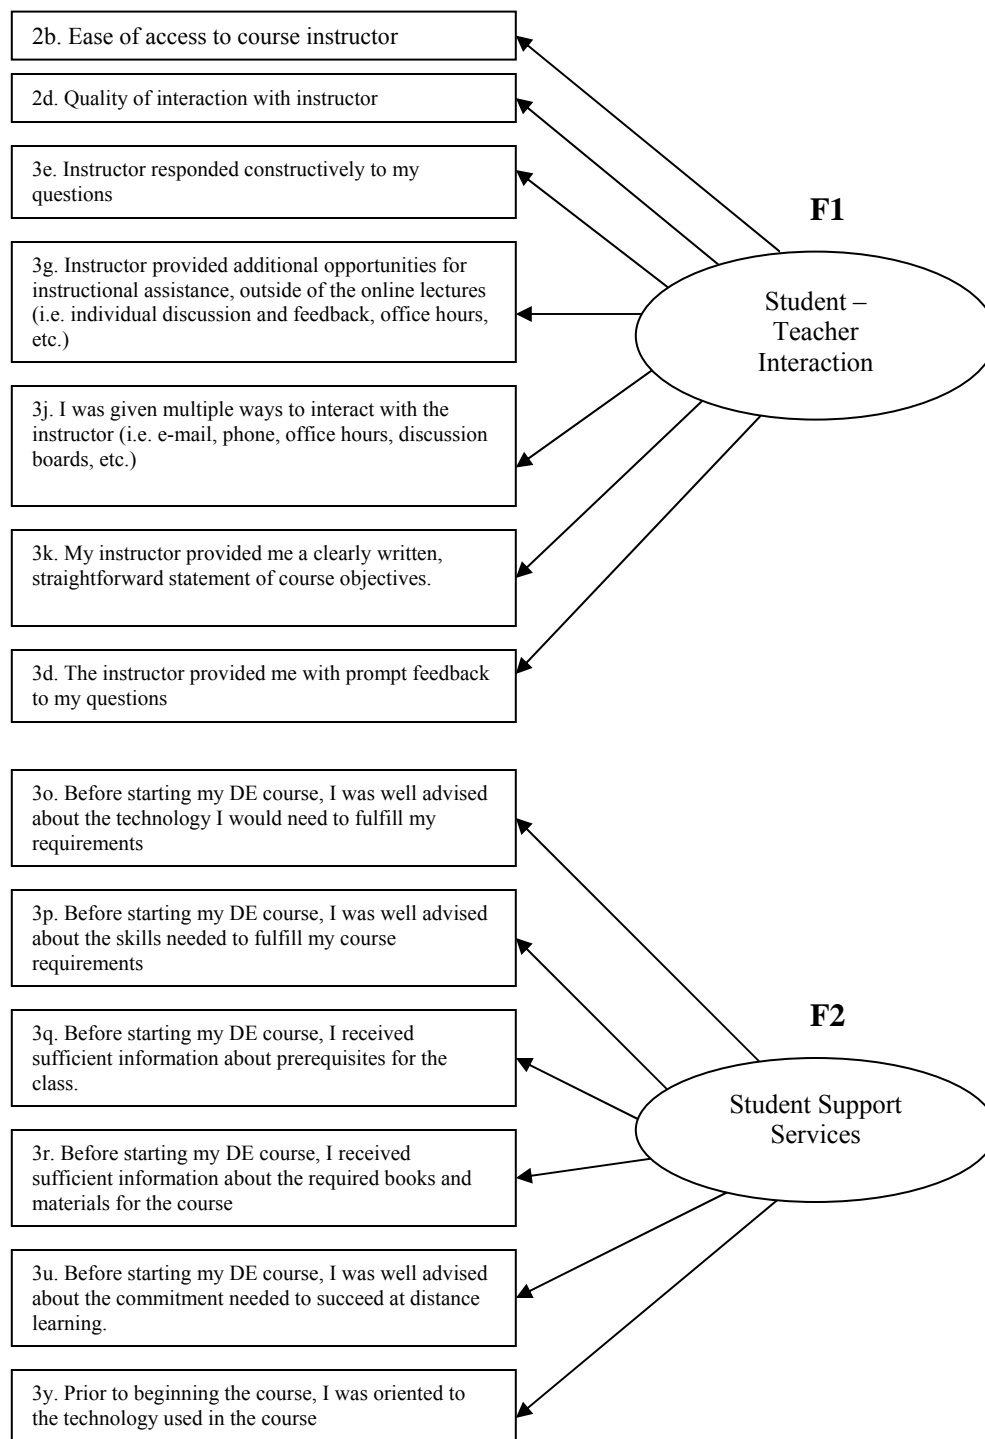 2b. Ease of access to course instructor
2d. Quality of interaction with instructor
3e. Instructor responded constructively to my
questions
3g. Instructor provided additional opportunities for
instructional assistance, outside of the online lectures
(i.e. individual discussion and feedback, office hours,
etc.)
3j. I was given multiple ways to interact with the
instructor (i.e. e-mail, phone, office hours, discussion
boards, etc.)
3k. My instructor provided me a clearly written,
straightforward statement of course objectives.
3d. The instructor provided me with prompt feedback
to my questions
F1
Student –
Teacher
Interaction
3o. Before starting my DE course, I was well advised
about the technology I would need to fulfill my
requirements
3p. Before starting my DE course, I was well advised
about the skills needed to fulfill my course
requirements
3q. Before starting my DE course, I received
sufficient information about prerequisites for the
class.
3r. Before starting my DE course, I received
sufficient information about the required books and
materials for the course
3u. Before starting my DE course, I was well advised
about the commitment needed to succeed at distance
learning.
3y. Prior to beginning the course, I was oriented to
the technology used in the course
F2
Student Support
Services